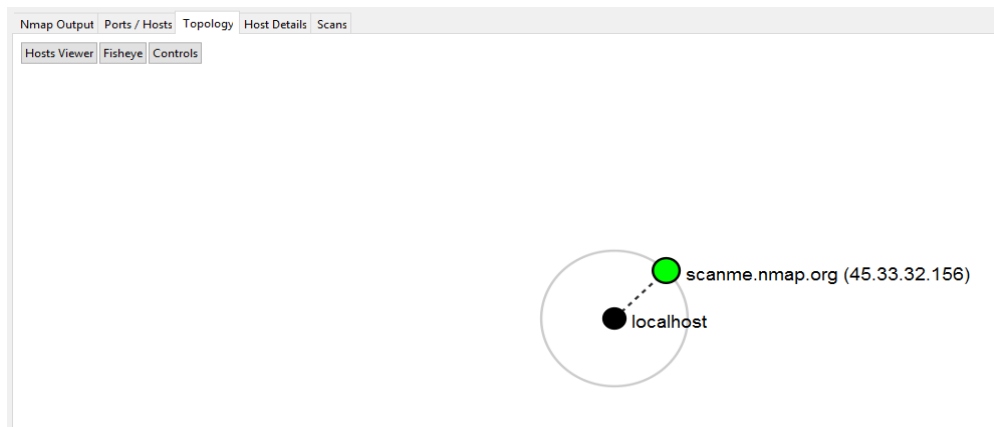 Nmap Output Ports / Hosts Topology Host Details Scans
Hosts Viewer Fisheye Controls
scanme.nmap.org (45.33.32.156)
localhost